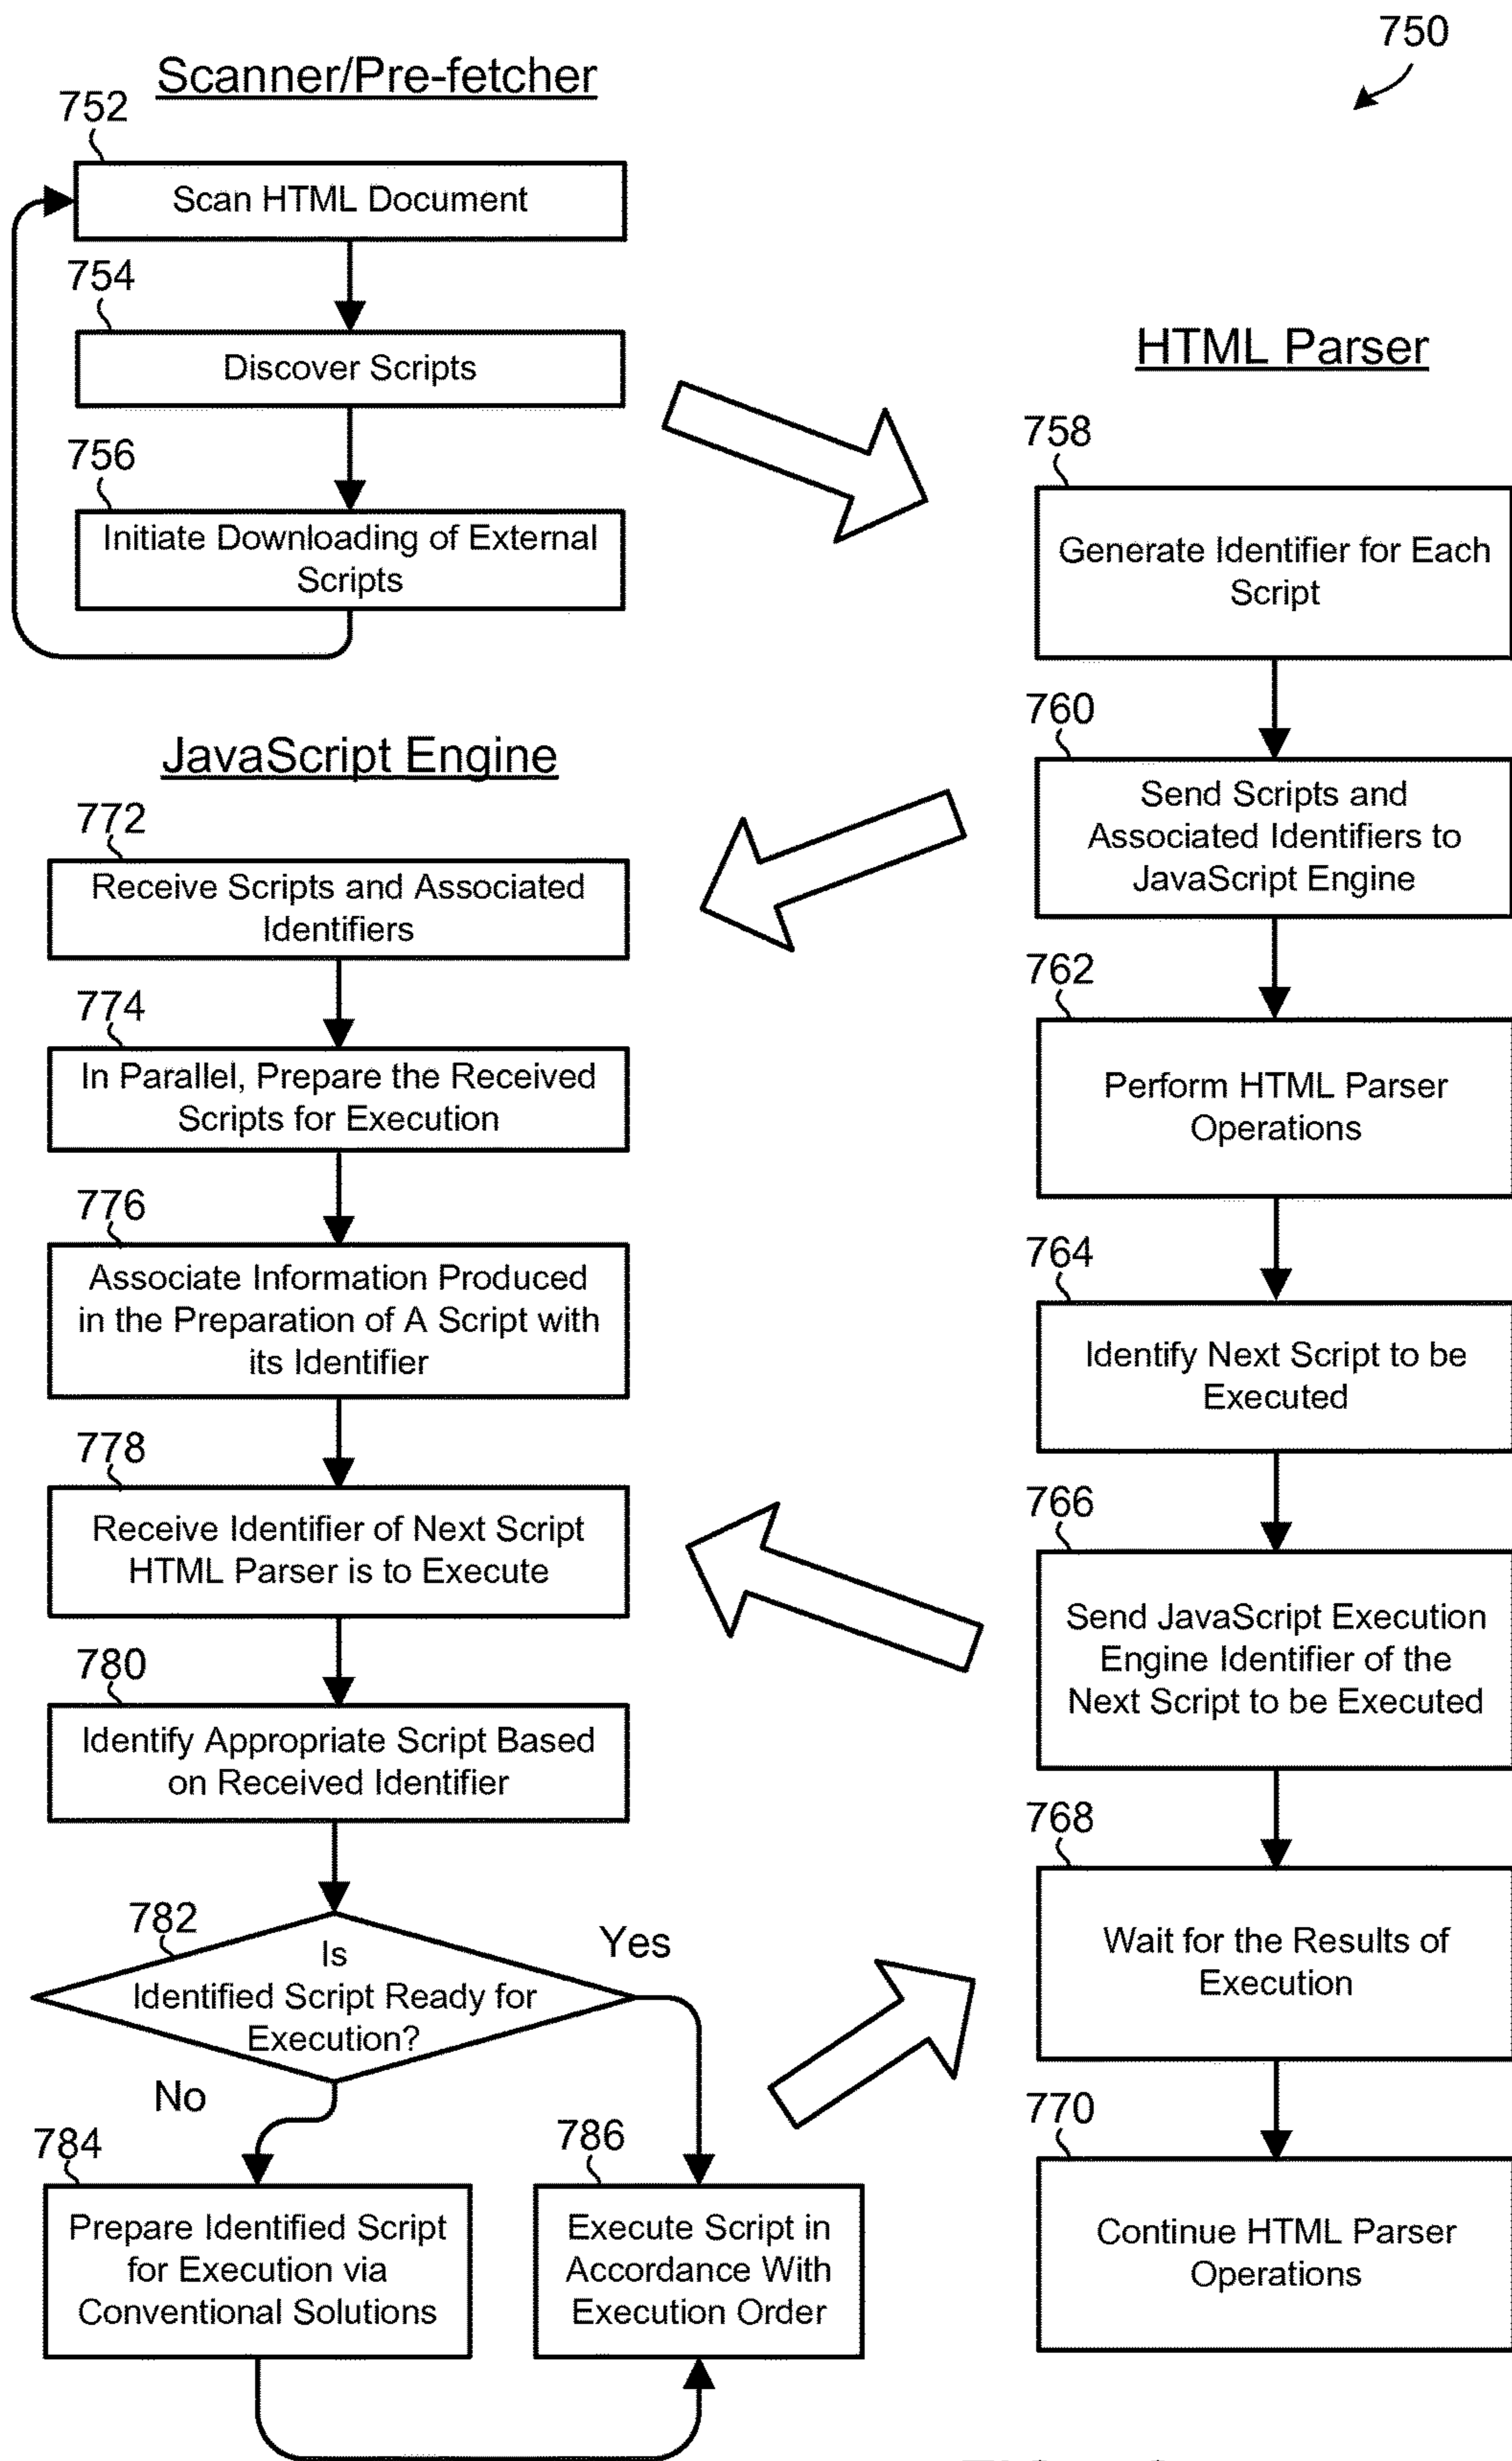 750
Scanner/Pre-fetcher
752
Scan HTML Document
754
Discover Scripts
756
Initiate Downloading of External
Scripts
HTML Parser
758
Generate Identifier for Each
Script
760
Send Scripts and
Associated Identifiers to
JavaScript Engine
762
Perform HTML Parser
Operations
764
Identify Next Script to be
Executed
766
Send JavaScript Execution
Engine Identifier of the
Next Script to be Executed
768
Wait for the Results of
Execution
770
Continue HTML Parser
Operations
JavaScript Engine
772
Receive Scripts and Associated
Identifiers
774
In Parallel, Prepare the Received
Scripts for Execution
776
Associate Information Produced
in the Preparation of A Script with
its Identifier
778
Receive Identifier of Next Script
HTML Parser is to Execute
780
Identify Appropriate Script Based
on Received Identifier
782
Is
Identified Script Ready for
Execution?
Yes
No
784
Prepare Identified Script
for Execution via
Conventional Solutions
786
Execute Script in
Accordance With
Execution Order